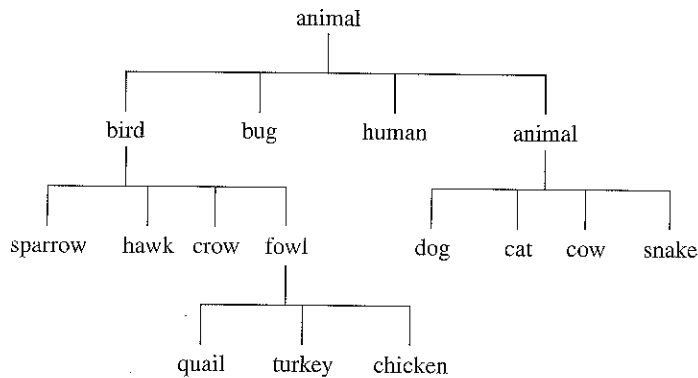 animal
bird bug human animal
sparrow hawk crow fowl dog cat cow snake
quail turkey chicken